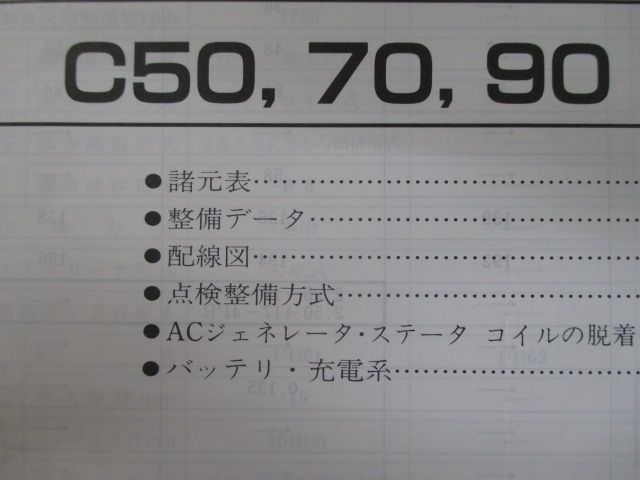 C50, 70, 90
●諸元表
●整備データ
●配線図
●点検整備方式
●ACジェネレータ・ステータ コイルの脱着
●バッテリ・充電系